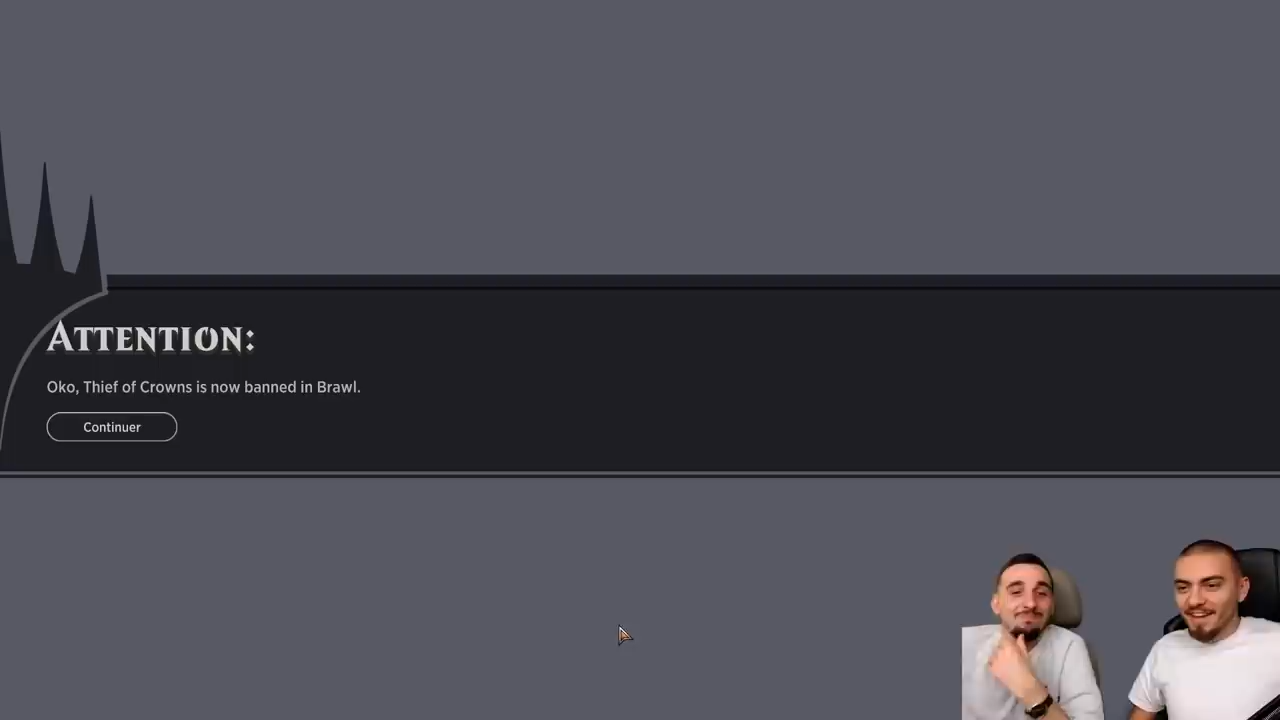 Attention:
Oko, Thief of Crowns is now banned in Brawl.
Continuer